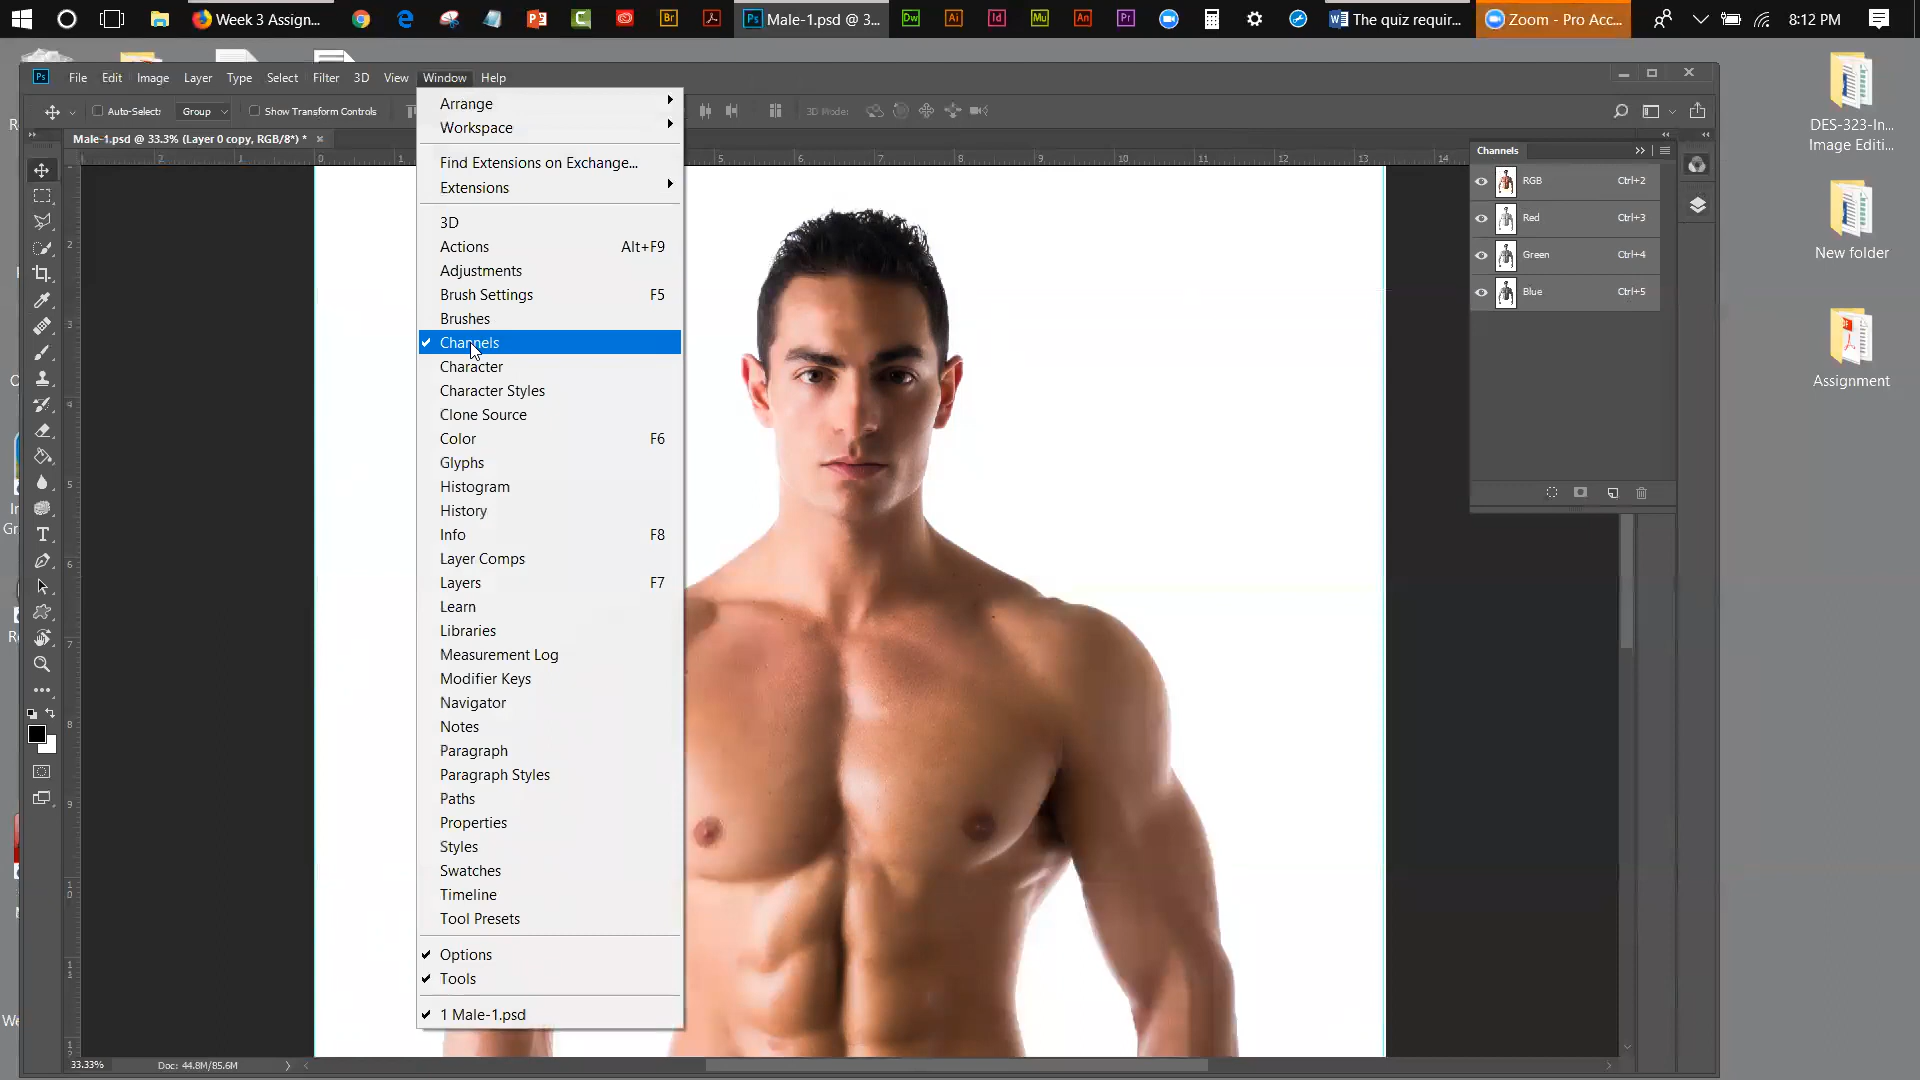 Week 3 Assign...
Male-1.psd @ 3...
The quiz requir...
Zoom - Pro Acc...
8:12 PM
File Edit Image Layer Type Select Filter 3D View Window Help
Auto-Select: Group Show Transform Controls 3D Mode:
Male-1.psd @ 33.3% (Layer 0 copy, RGB/8*) *
Arrange
Workspace
Find Extensions on Exchange...
Extensions
3D
Actions Alt+F9
Adjustments
Brush Settings F5
Brushes
Channels
Character
Character Styles
Clone Source
Color F6
Glyphs
Histogram
History
Info F8
Layer Comps
Layers F7
Learn
Libraries
Measurement Log
Modifier Keys
Navigator
Notes
Paragraph
Paragraph Styles
Paths
Properties
Styles
Swatches
Timeline
Tool Presets
Options
Tools
1 Male-1.psd
Channels
RGB Ctrl+2
Red Ctrl+3
Green Ctrl+4
Blue Ctrl+5
DES-323-In...
Image Editi...
New folder
Assignment
33.33% Doc: 44.8M/85.6M